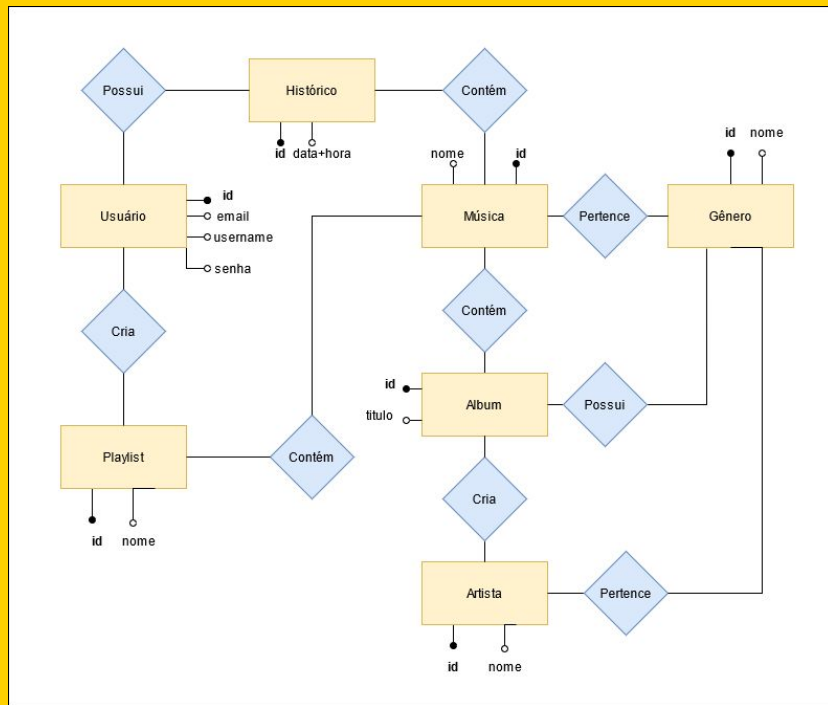 Possui
Histórico
Contém
id data+hora
nome
id
id
nome
Usuário
id
email
username
senha
Música
Pertence
Gênero
Cria
Contém
id
titulo
Album
Possui
Playlist
Contém
id
nome
Cria
Artista
Pertence
id
nome